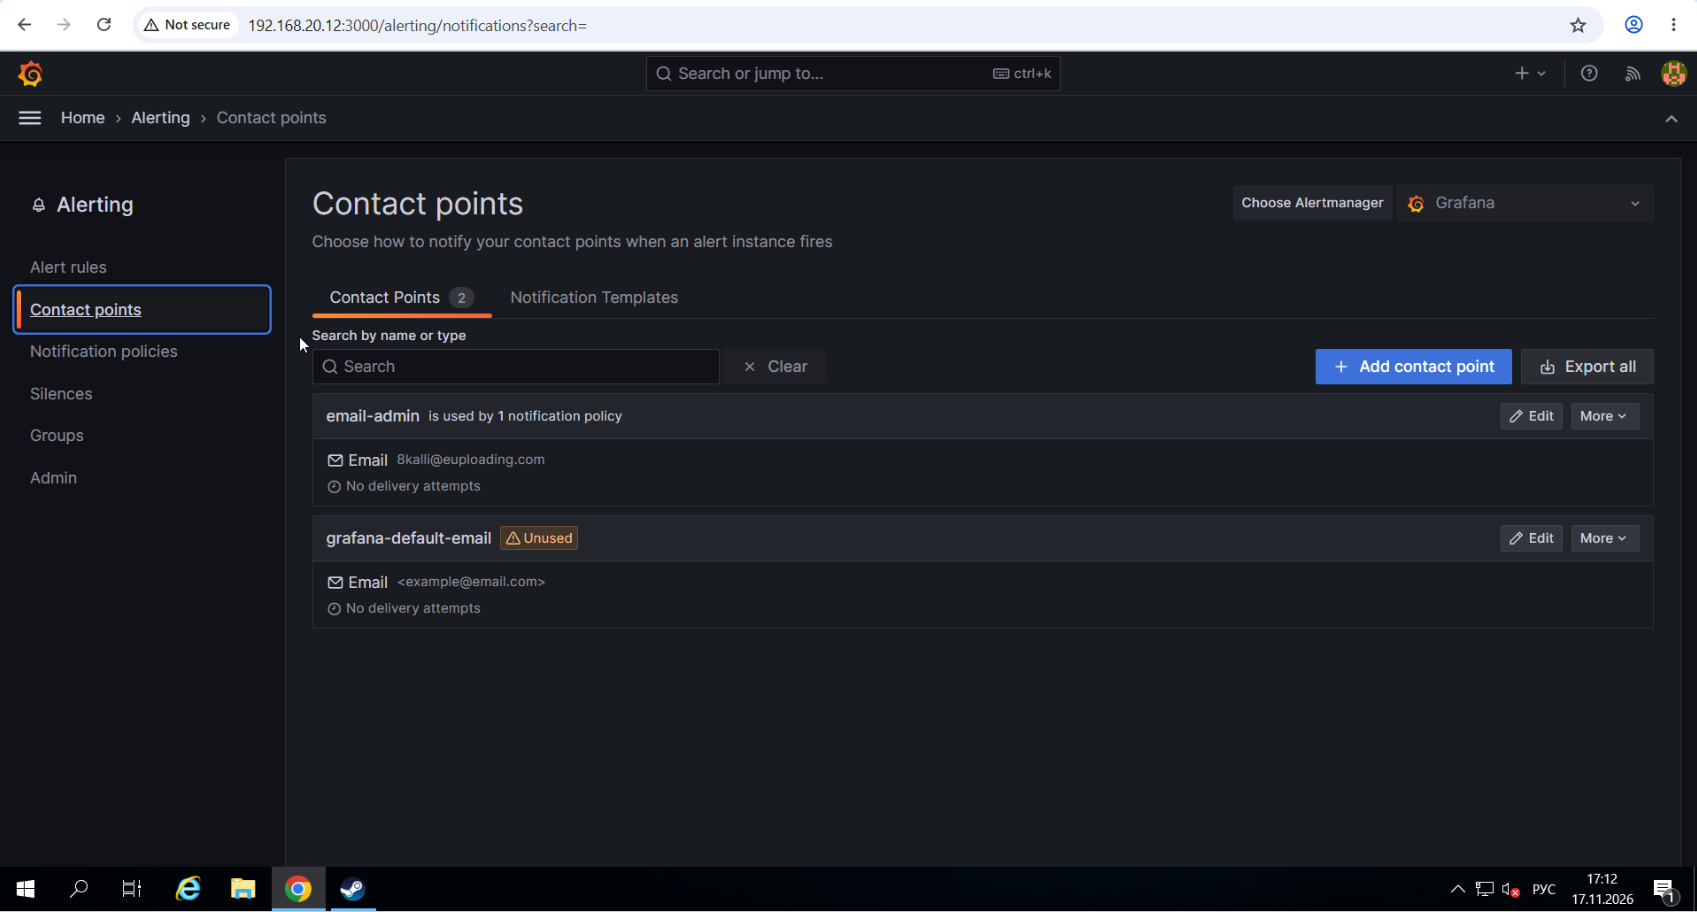 Not secure 192.168.20.12:3000/alerting/notifications?search=
Search or jump to... ctrl+k
Home › Alerting › Contact points
Alerting
Alert rules
Contact points
Notification policies
Silences
Groups
Admin
Contact points
Choose how to notify your contact points when an alert instance fires
Choose Alertmanager Grafana
Contact Points 2 Notification Templates
Search by name or type
Search Clear
+ Add contact point Export all
email-admin is used by 1 notification policy Edit More
Email 8kalli@euploading.com
No delivery attempts
grafana-default-email Unused Edit More
Email <example@email.com>
No delivery attempts
РУС
17:12
17.11.2026
1